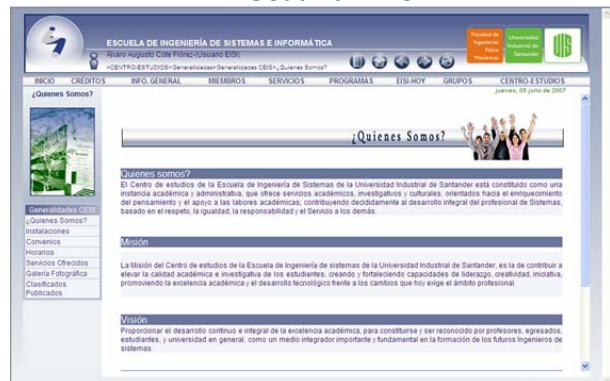 ESCUELA DE INGENIERÍA DE SISTEMAS E INFORMÁTICA
Alvaro Augusto Cote Flórez-(Usuario EISI)
>CENTRO-ESTUDIOS>Generalidades>Generalidades CEIS>¿Quienes Somos?
Facultad de
Ingenierías
Físico
Mecánicas
Universidad
Industrial de
Santander
UIS
INICIO CRÉDITOS INFO. GENERAL MIEMBROS SERVICIOS PROGRAMAS EISI-HOY GRUPOS CENTRO-ESTUDIOS
¿Quienes Somos?
jueves, 05 julio de 2007
¿Quienes Somos?
Quienes somos?
El Centro de estudios de la Escuela de Ingeniería de Sistemas de la Universidad Industrial de Santander está constituido como una
instancia académica y administrativa, que ofrece servicios académicos, investigativos y culturales, orientados hacia el enriquecimiento
del pensamiento y el apoyo a las labores académicas; contribuyendo decididamente al desarrollo integral del profesional de Sistemas,
basado en el respeto, la igualdad, la responsabilidad y el Servicio a los demás.
Generalidades CEIS
¿Quienes Somos?
Instalaciones
Convenios
Horarios
Servicios Ofrecidos
Galería Fotográfica
Clasificados
Publicados
Misión
La Misión del Centro de estudios de la Escuela de Ingeniería de sistemas de la Universidad Industrial de Santander, es la de contribuir a
elevar la calidad académica e investigativa de los estudiantes, creando y fortaleciendo capacidades de liderazgo, creatividad, iniciativa,
promoviendo la excelencia académica y el desarrollo tecnológico frente a los cambios que hoy exige el ámbito profesional.
Visión
Proporcionar el desarrollo continuo e integral de la excelencia académica, para constituirse y ser reconocido por profesores, egresados,
estudiantes, y universidad en general, como un medio integrador importante y fundamental en la formación de los futuros Ingenieros de
sistemas.